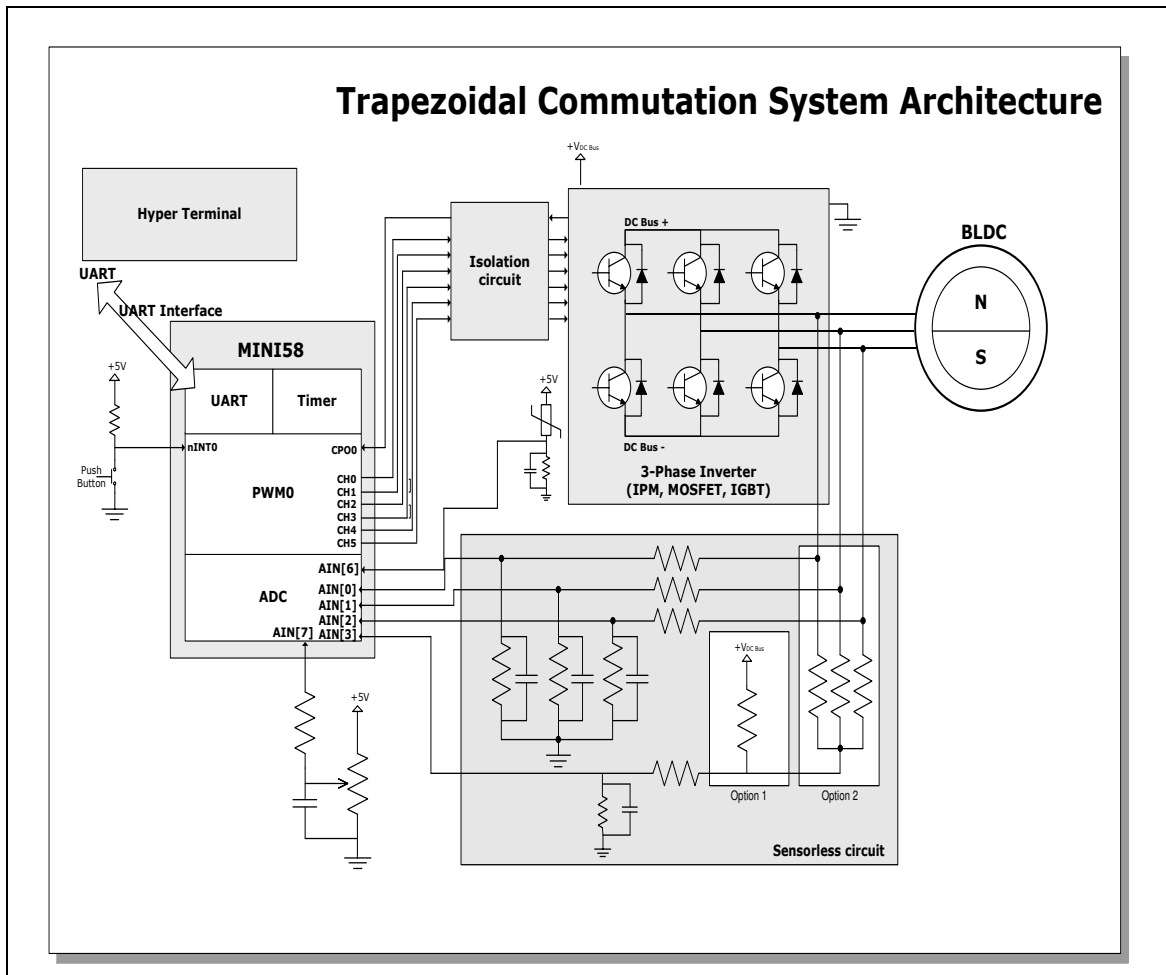 Trapezoidal Commutation System Architecture
+VDC Bus
Hyper Terminal
Isolation
circuit
DC Bus +
BLDC
N
S
UART
UART Interface
MINI58
+5V
UART
Timer
+5V
nINT0
CPO0
Push
Button
PWM0
CH0
CH1
CH2
CH3
CH4
CH5
DC Bus -
3-Phase Inverter
(IPM, MOSFET, IGBT)
ADC
AIN[6]
AIN[0]
AIN[1]
AIN[2]
AIN[7]
AIN[3]
+5V
+VDC Bus
Option 1
Option 2
Sensorless circuit